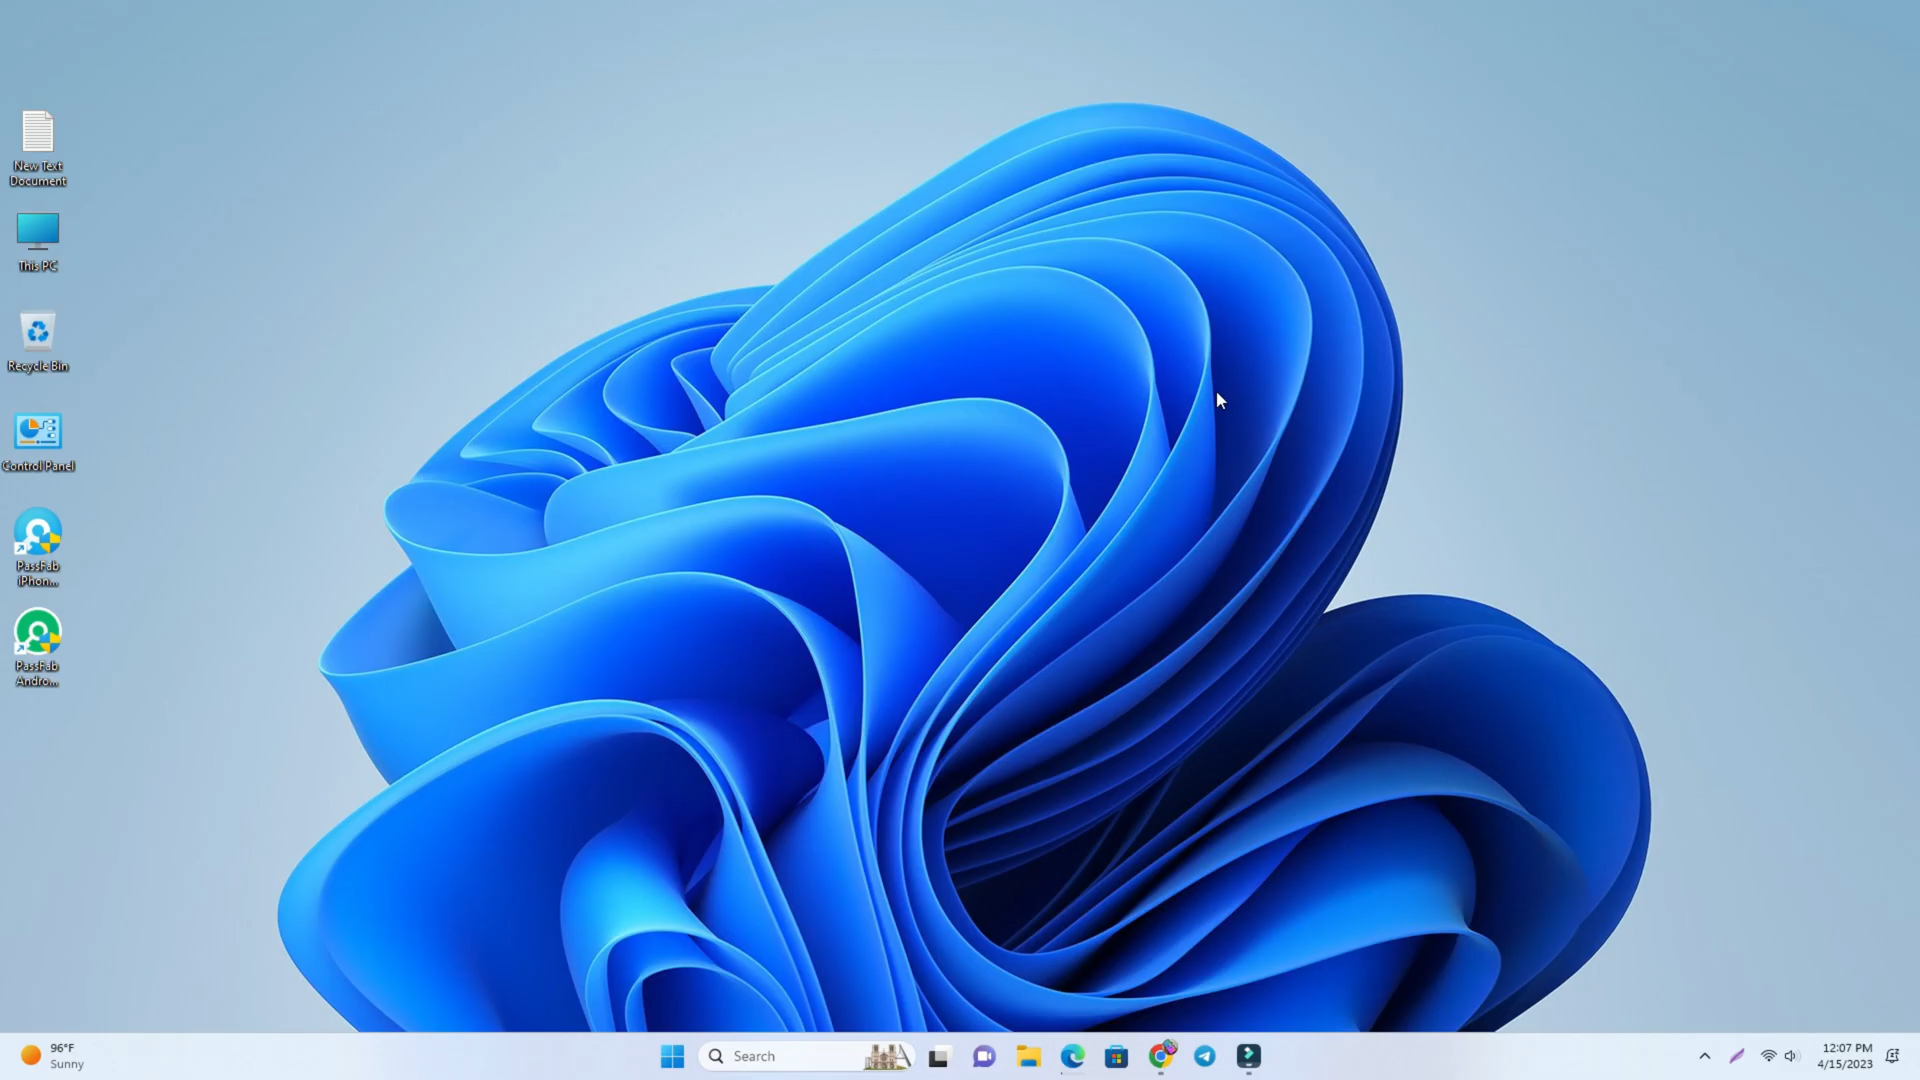 New Text
Document
This PC
Recycle Bin
Control Panel
PassFab
iPhon...
PassFab
Andro...
96°F
Sunny
Search
12:07 PM
4/15/2023